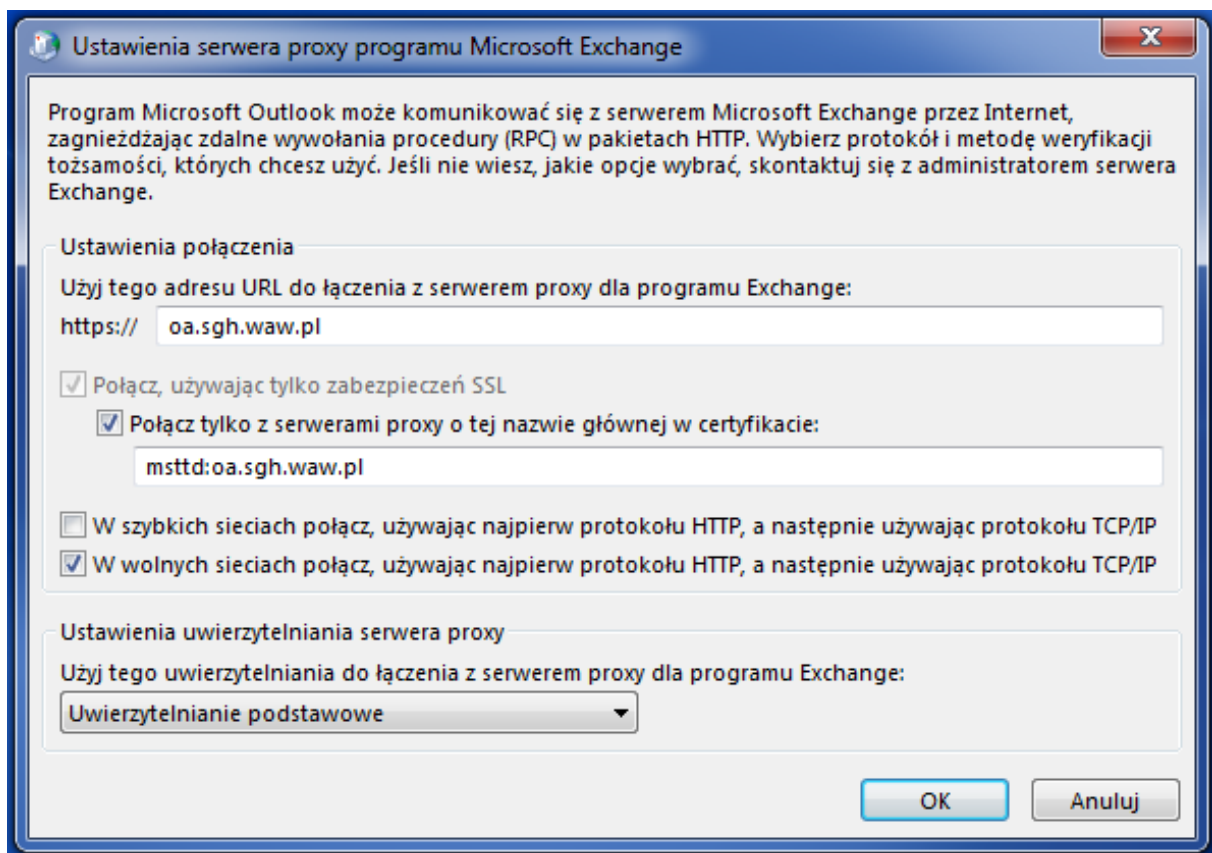 Ustawienia serwera proxy programu Microsoft Exchange
Program Microsoft Outlook może komunikować się z serwerem Microsoft Exchange przez Internet,
zagnieżdżając zdalne wywołania procedury (RPC) w pakietach HTTP. Wybierz protokół i metodę weryfikacji
tożsamości, których chcesz użyć. Jeśli nie wiesz, jakie opcje wybrać, skontaktuj się z administratorem serwera
Exchange.
Ustawienia połączenia
Użyj tego adresu URL do łączenia z serwerem proxy dla programu Exchange:
https:// oa.sgh.waw.pl
Połącz, używając tylko zabezpieczeń SSL
Połącz tylko z serwerami proxy o tej nazwie głównej w certyfikacie:
msttd:oa.sgh.waw.pl
W szybkich sieciach połącz, używając najpierw protokołu HTTP, a następnie używając protokołu TCP/IP
W wolnych sieciach połącz, używając najpierw protokołu HTTP, a następnie używając protokołu TCP/IP
Ustawienia uwierzytelniania serwera proxy
Użyj tego uwierzytelniania do łączenia z serwerem proxy dla programu Exchange:
Uwierzytelnianie podstawowe
OK Anuluj